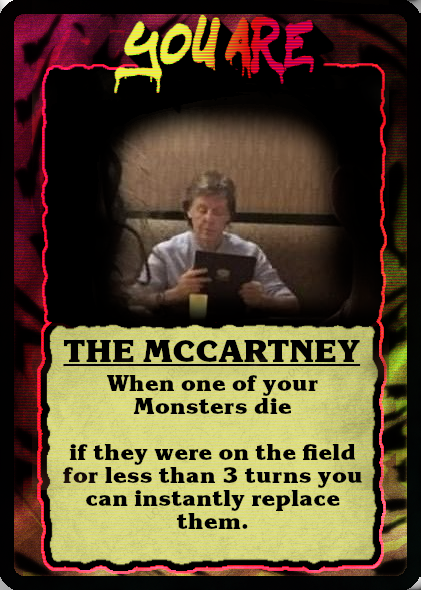 YOU ARE
THE MCCARTNEY
When one of your
Monsters die
if they were on the field
for less than 3 turns you
can instantly replace
them.